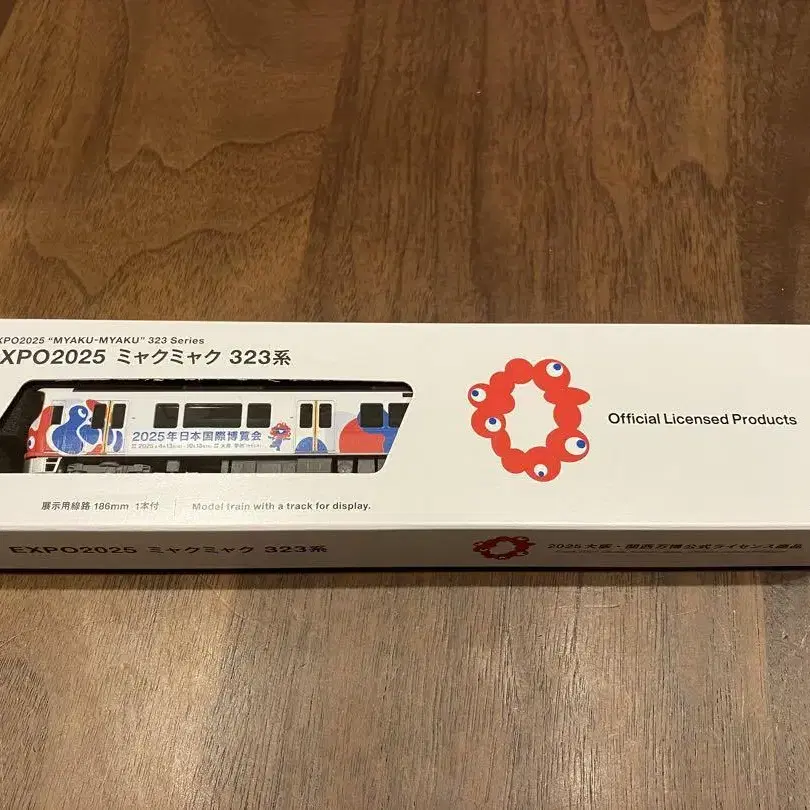 XPO2025 "MYAKU-MYAKU" 323 Series
XPO2025 ミャクミャク 323系
2025年日本国際博覧会
Official Licensed Products
展示用線路 186mm 1本付
Model train with a track for display.
EXPO2025 ミャクミャク 323系
2025大阪・関西万博公式ライセンス商品